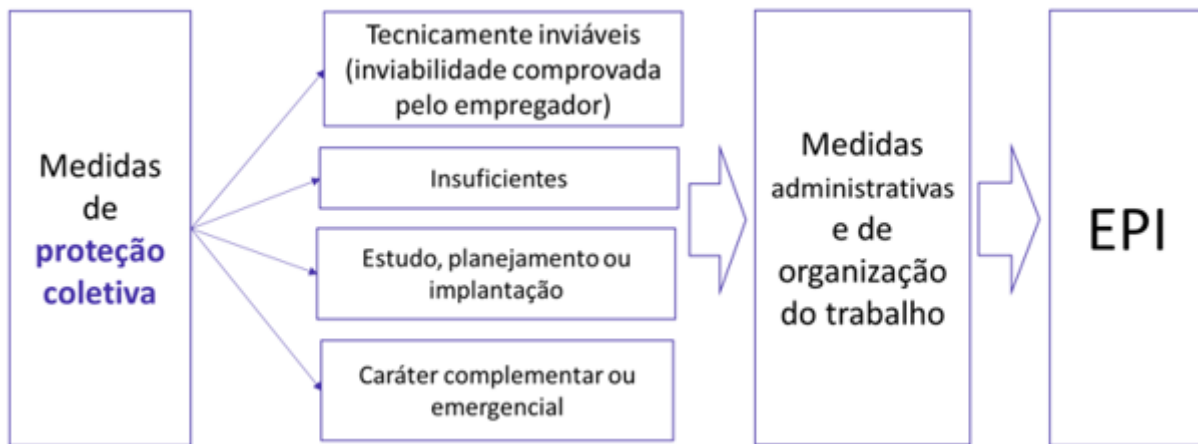 Medidas
de
proteção
coletiva
Tecnicamente inviáveis
(inviabilidade comprovada
pelo empregador)
Insuficientes
Estudo, planejamento ou
implantação
Caráter complementar ou
emergencial
Medidas
administrativas
e de
organização
do trabalho
EPI